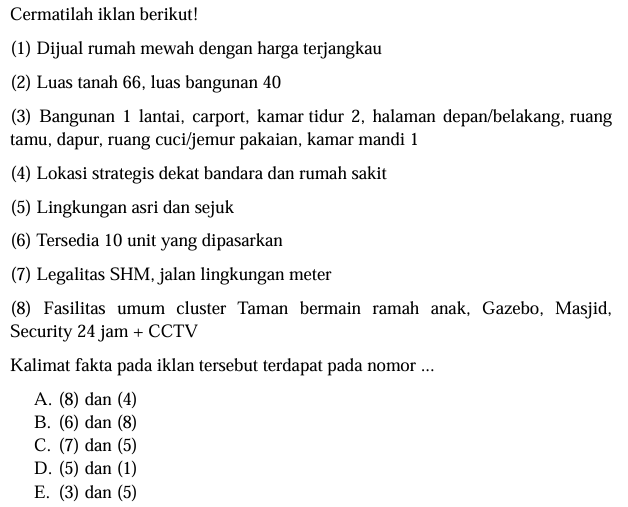 Cermatilah iklan berikut!
(1) Dijual rumah mewah dengan harga terjangkau
(2) Luas tanah 66, luas bangunan 40
(3) Bangunan 1 lantai, carport, kamar tidur 2, halaman depan/belakang, ruang
tamu, dapur, ruang cuci/jemur pakaian, kamar mandi 1
(4) Lokasi strategis dekat bandara dan rumah sakit
(5) Lingkungan asri dan sejuk
(6) Tersedia 10 unit yang dipasarkan
(7) Legalitas SHM, jalan lingkungan meter
(8) Fasilitas umum cluster Taman bermain ramah anak, Gazebo, Masjid,
Security 24 jam + CCTV
Kalimat fakta pada iklan tersebut terdapat pada nomor ...
A. (8) dan (4)
B. (6) dan (8)
C. (7) dan (5)
D. (5) dan (1)
E. (3) dan (5)